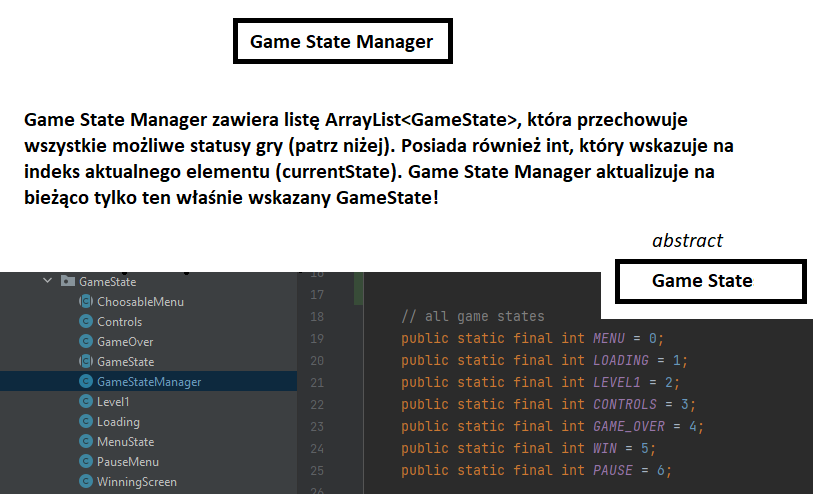 Game State Manager
Game State Manager zawiera listę ArrayList<GameState>, która przechowuje
wszystkie możliwe statusy gry (patrz niżej). Posiada również int, który wskazuje na
indeks aktualnego elementu (currentState). Game State Manager aktualizuje na
bieżąco tylko ten właśnie wskazany GameState!
abstract
Game State
GameState
ChoosableMenu
Controls
GameOver
GameState
GameStateManager
Level1
Loading
MenuState
PauseMenu
WinningScreen
17
18 // all game states
19 public static final int MENU = 0;
20 public static final int LOADING = 1;
21 public static final int LEVEL1 = 2;
22 public static final int CONTROLS = 3;
23 public static final int GAME_OVER = 4;
24 public static final int WIN = 5;
25 public static final int PAUSE = 6;